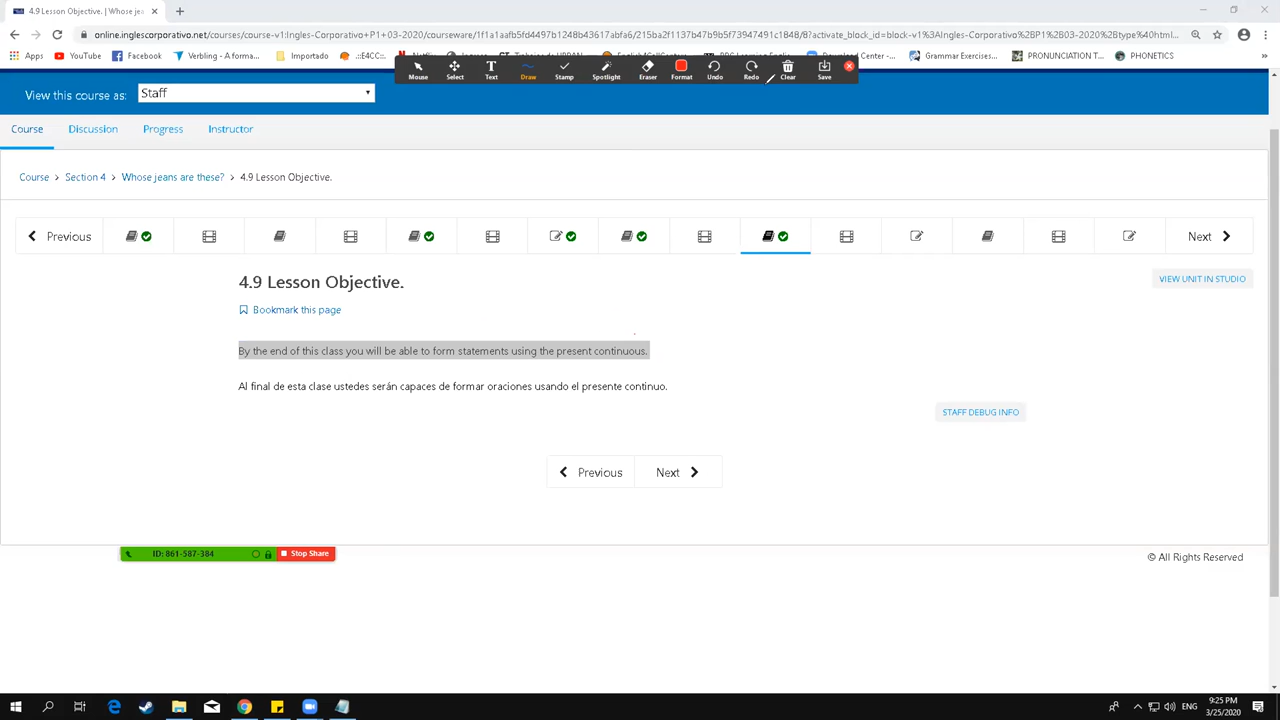 4.9 Lesson Objective. | Whose jea
online.inglescorporativo.net/courses/course-v1:Ingles-Corporativo+P1+03-2020/courseware/1f1a1aafb5fd4497b1248b43617abfa6/215ba2f1137b47b9b5f73947491c1848/8?activate_block_id=block-v1%3AIngles-Corporativo%2BP1%2B03-2020%2Btype%40html...
Apps YouTube Facebook Verbling - A forma... Importado ::E4CC:: Netflix Download Center -... Grammar Exercises... PRONUNCIATION T... PHONETICS
Mouse Select Text Draw Stamp Spotlight Eraser Format Undo Redo Clear Save
View this course as: Staff
Course Discussion Progress Instructor
Course > Section 4 > Whose jeans are these? > 4.9 Lesson Objective.
Previous Next
4.9 Lesson Objective.
VIEW UNIT IN STUDIO
Bookmark this page
By the end of this class you will be able to form statements using the present continuous.
Al final de esta clase ustedes serán capaces de formar oraciones usando el presente continuo.
STAFF DEBUG INFO
Previous Next
ID: 861-587-384 Stop Share
© All Rights Reserved
ENG
9:25 PM
3/25/2020